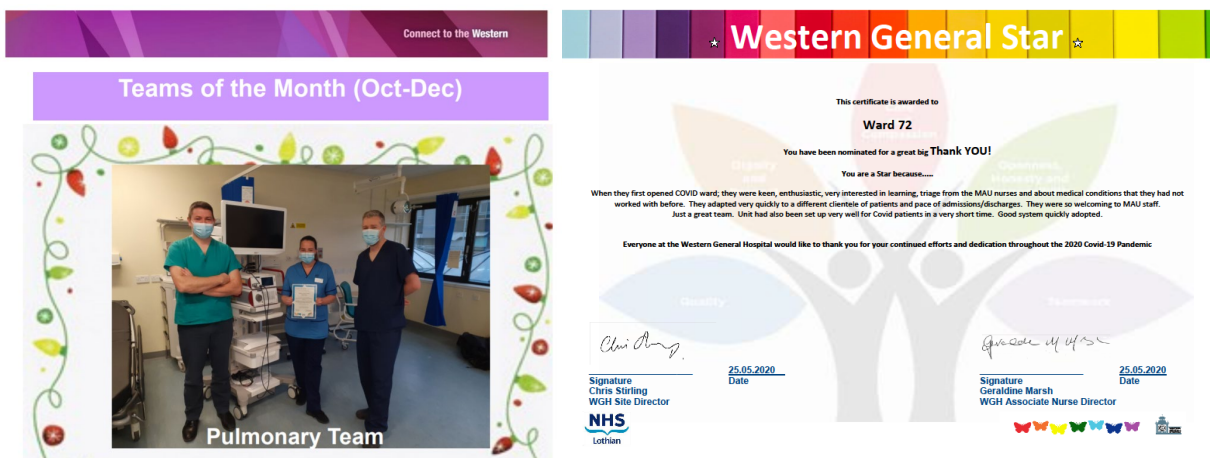 Connect to the Western
Teams of the Month (Oct-Dec)
Pulmonary Team
Western General Star
This certificate is awarded to
Ward 72
You have been nominated for a great big Thank YOU!
You are a Star because.....
When they first opened COVID ward; they were keen, enthusiastic, very interested in learning, triage from the MAU nurses and about medical conditions that they had not
worked with before. They adapted very quickly to a different clientele of patients and pace of admissions/discharges. They were so welcoming to MAU staff.
Just a great team. Unit had also been set up very well for Covid patients in a very short time. Good system quickly adopted.
Everyone at the Western General Hospital would like to thank you for your continued efforts and dedication throughout the 2020 Covid-19 Pandemic
Quality
Teamwork
25.05.2020
Signature
Date
Chris Stirling
WGH Site Director
25.05.2020
Signature
Date
Geraldine Marsh
WGH Associate Nurse Director
NHS
Lothian